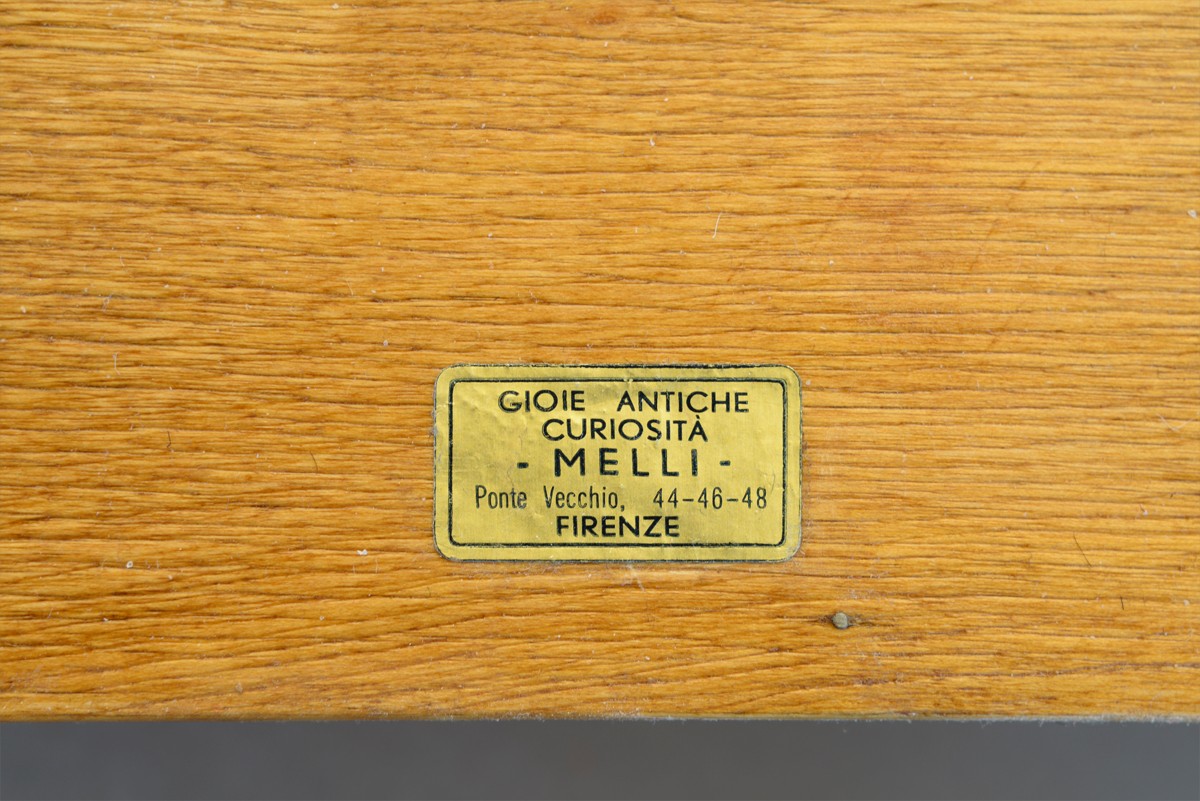 GIOIE ANTICHE
CURIOSITÀ
- MELLI -
Ponte Vecchio, 44-46-48
FIRENZE